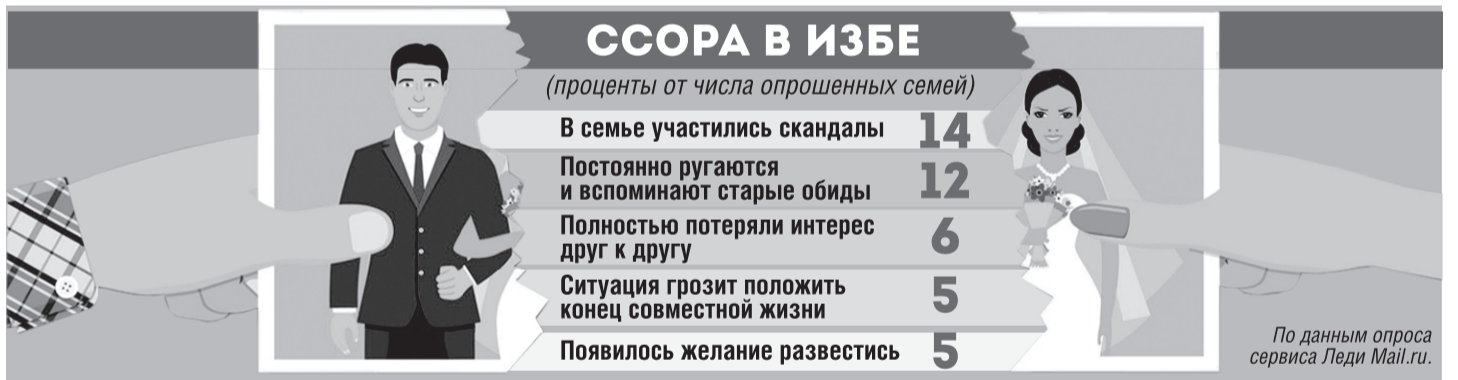 ССОРА В ИЗБЕ
(проценты от числа опрошенных семей)
В семье участились скандалы 14
Постоянно ругаются
и вспоминают старые обиды 12
Полностью потеряли интерес
друг к другу 6
Ситуация грозит положить
конец совместной жизни 5
Появилось желание развестись 5
По данным опроса
сервиса Леди Mail.ru.